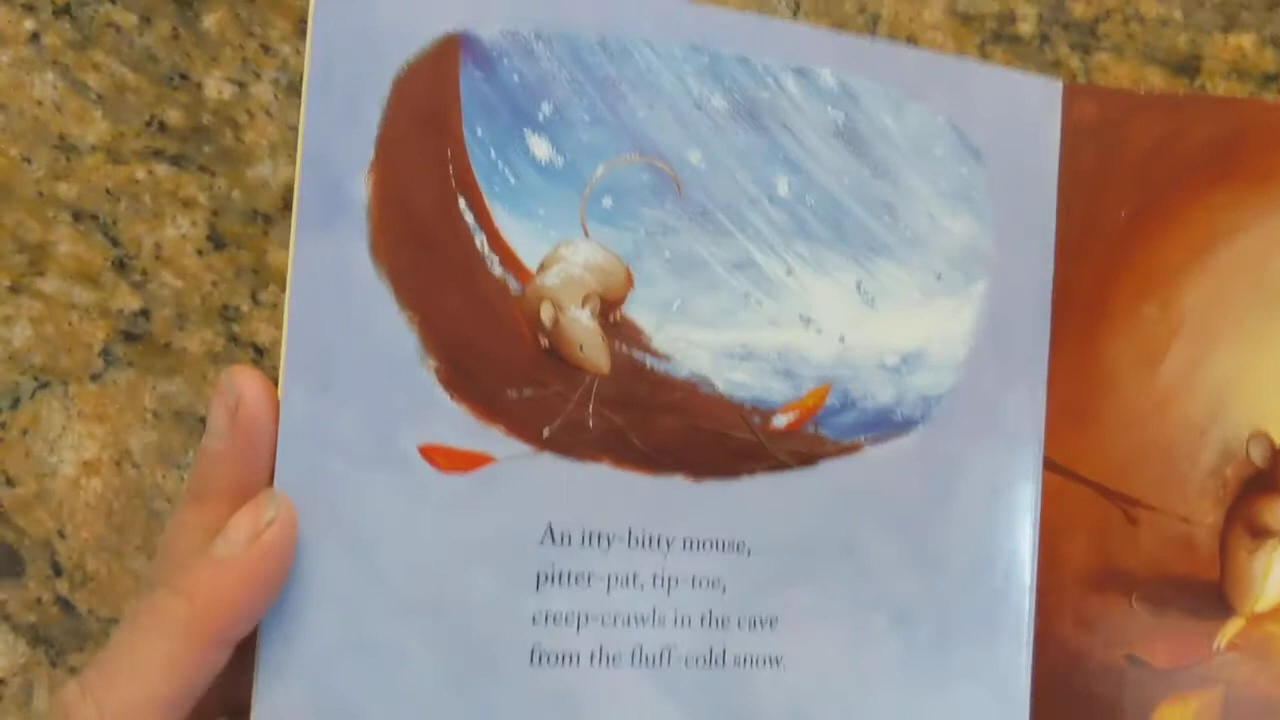 An itty-bitty mouse,
pitter-pat, tip-toe,
creep-crawls in the cave
from the fluff-cold snow.